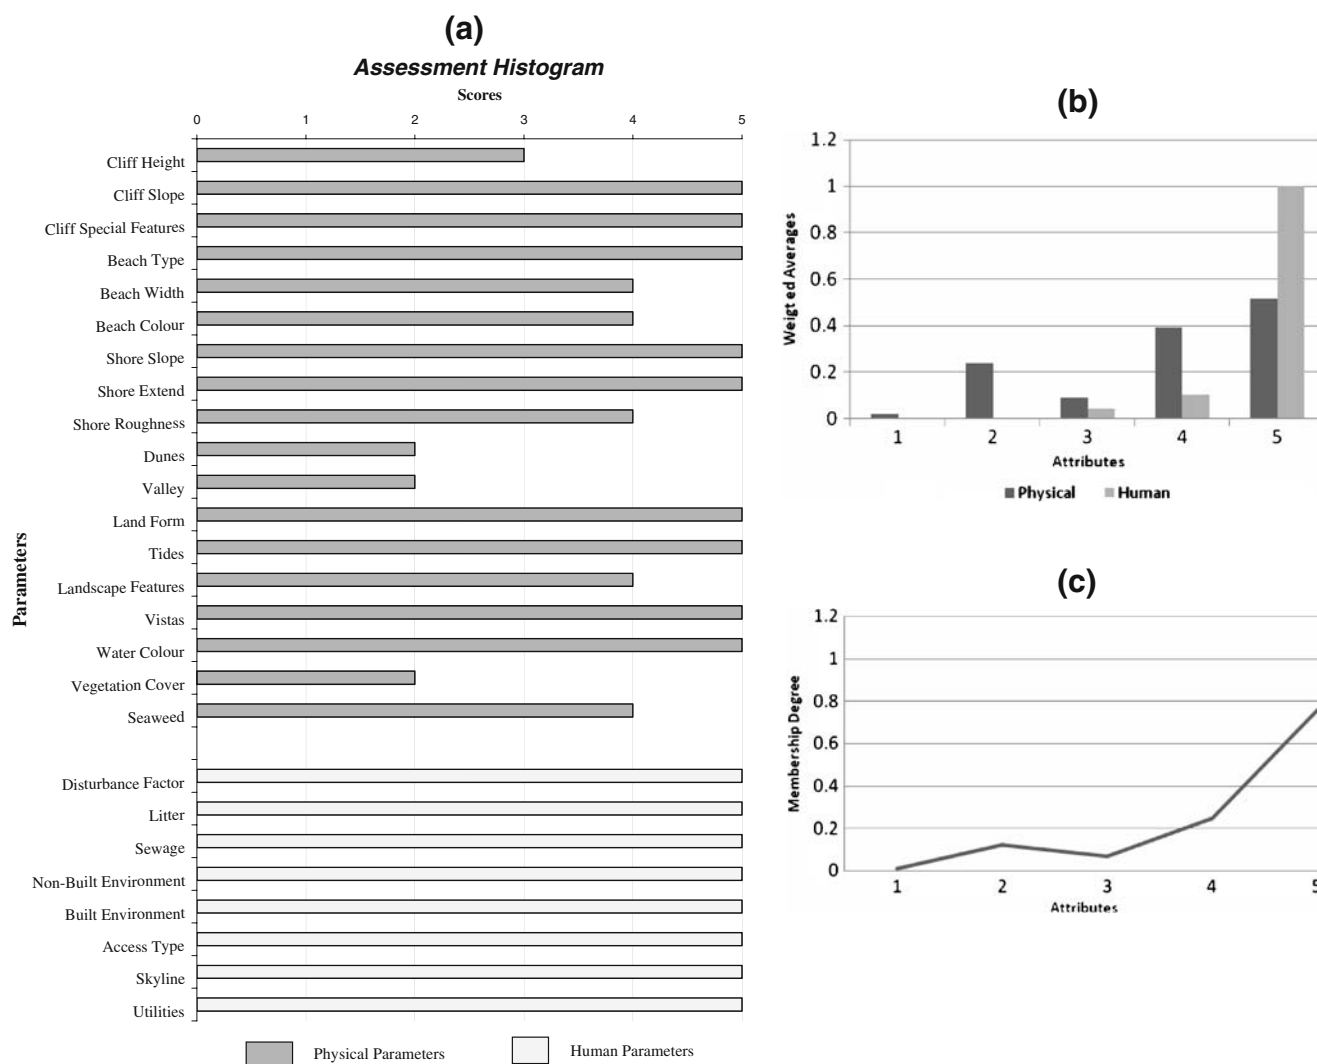 (a)
Assessment Histogram
Scores
0 1 2 3 4 5
Parameters
Cliff Height
Cliff Slope
Cliff Special Features
Beach Type
Beach Width
Beach Colour
Shore Slope
Shore Extend
Shore Roughness
Dunes
Valley
Land Form
Tides
Landscape Features
Vistas
Water Colour
Vegetation Cover
Seaweed
Disturbance Factor
Litter
Sewage
Non-Built Environment
Built Environment
Access Type
Skyline
Utilities
Physical Parameters
Human Parameters
(b)
Weigt ed Averages
1.2
1
0.8
0.6
0.4
0.2
0
1 2 3 4 5
Attributes
Physical Human
(c)
Membership Degree
1.2
1
0.8
0.6
0.4
0.2
0
1 2 3 4 5
Attributes